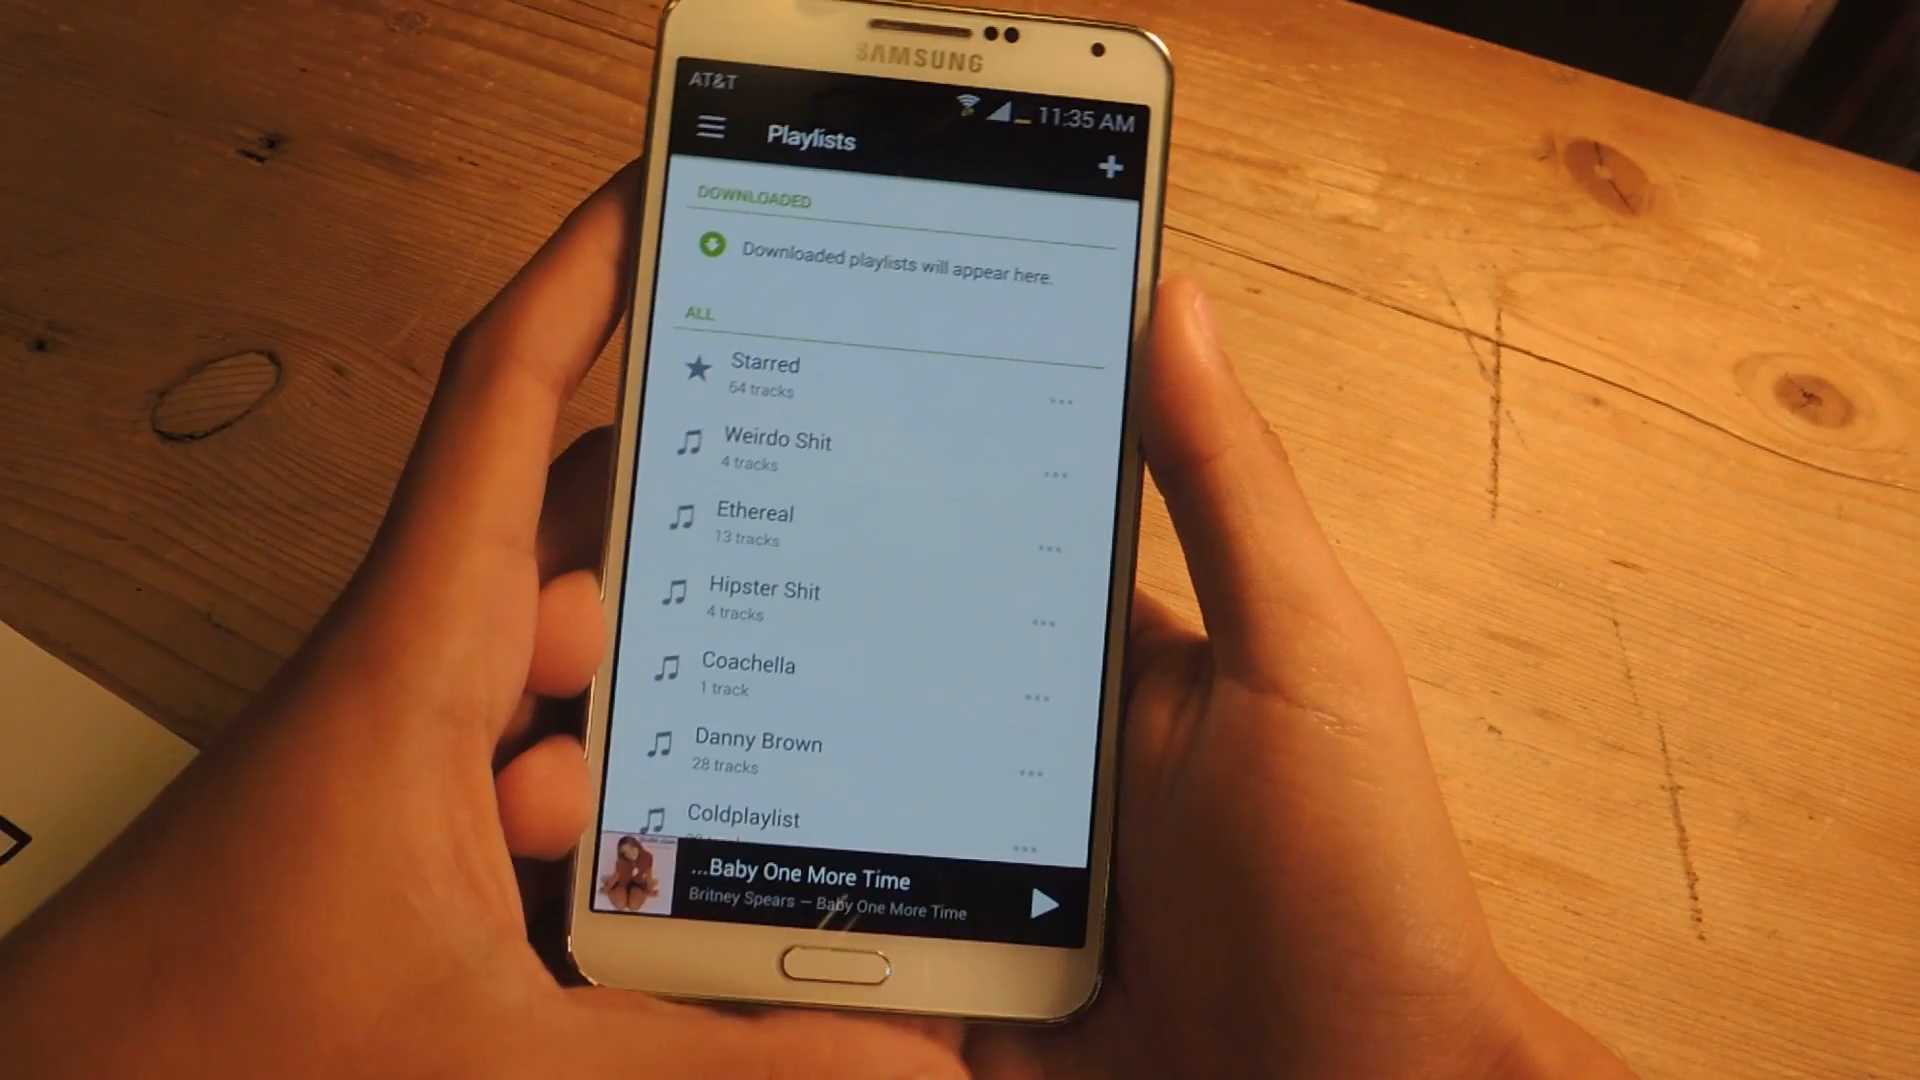 SAMSUNG
AT&T
11:35 AM
Playlists
DOWNLOADED
Downloaded playlists will appear here.
ALL
Starred
64 tracks
Weirdo Shit
4 tracks
Ethereal
13 tracks
Hipster Shit
4 tracks
Coachella
1 track
Danny Brown
28 tracks
Coldplaylist
...Baby One More Time
Britney Spears — Baby One More Time